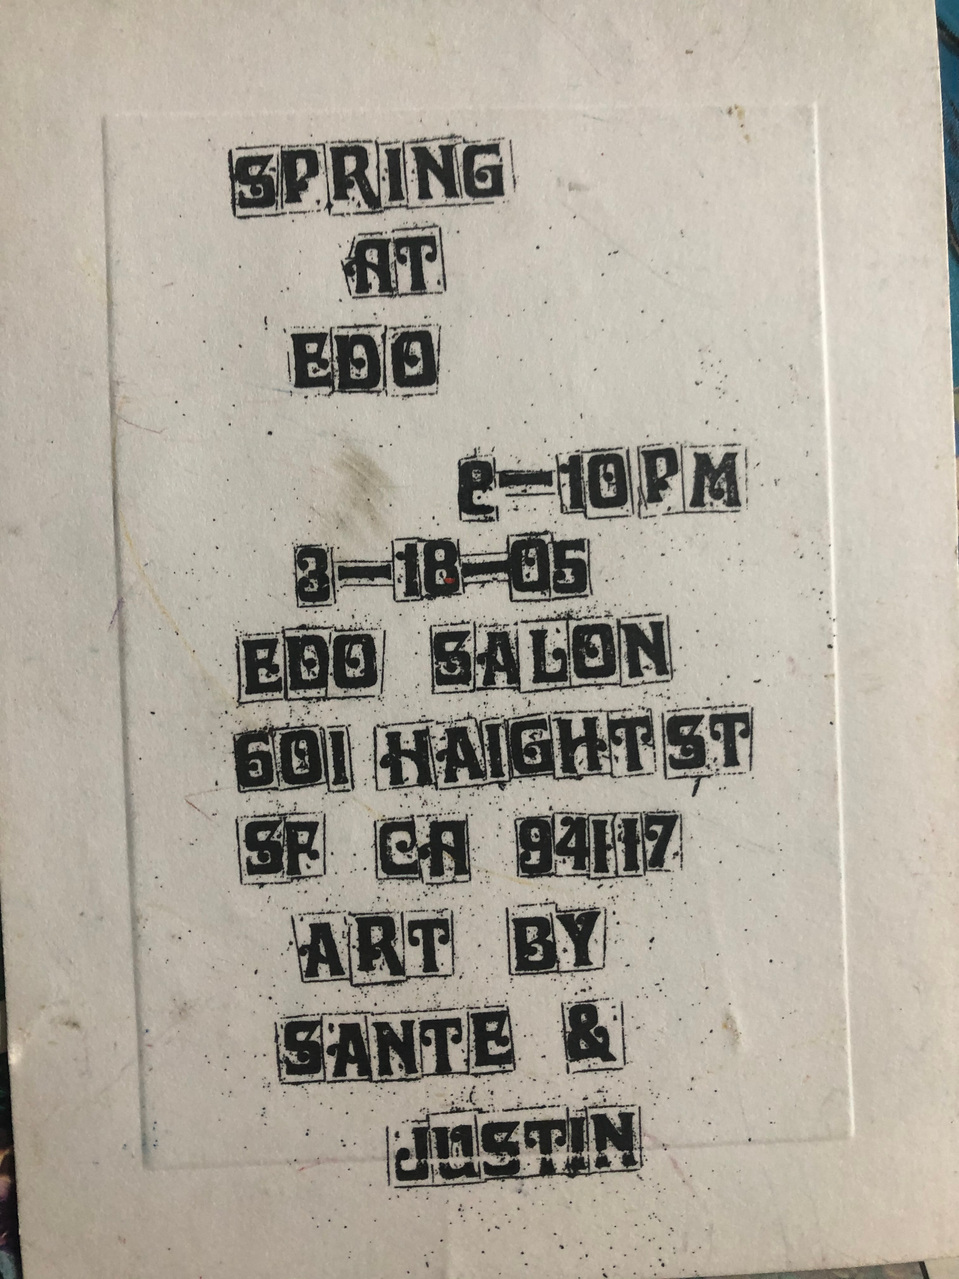 SPRING
AT
EDO
9-10PM
3-18-05
EDO SALON
601 HAIGHT ST
SF CA 94117
ART BY
SANTE &
JUSTIN